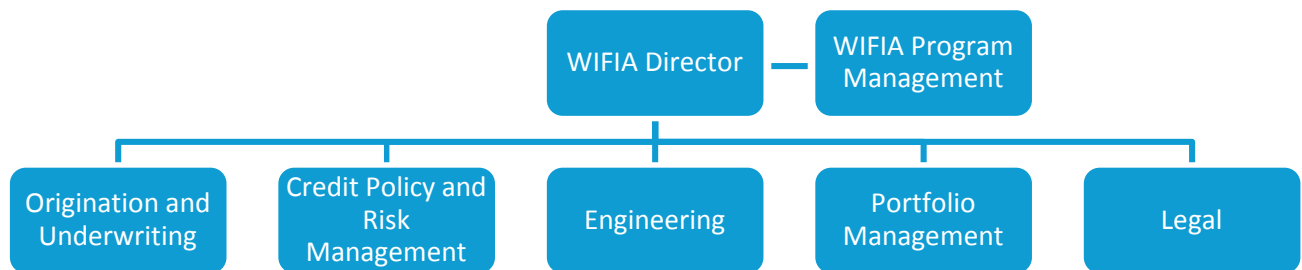 WIFIA Director
WIFIA Program
Management
Origination and
Underwriting
Credit Policy and
Risk
Management
Engineering
Portfolio
Management
Legal